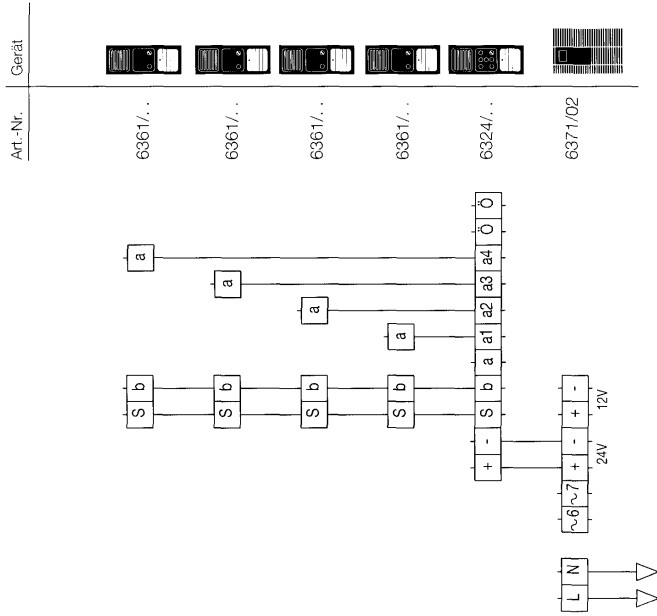 Art.-Nr. Gerät
S b a 6361/. .
S b a 6361/. .
S b a 6361/. .
S b a 6361/. .
+ - S b a a1 a2 a3 a4 Ö Ö 6324/. .
L N ~6 ~7 + - + - 6371/02
24V 12V